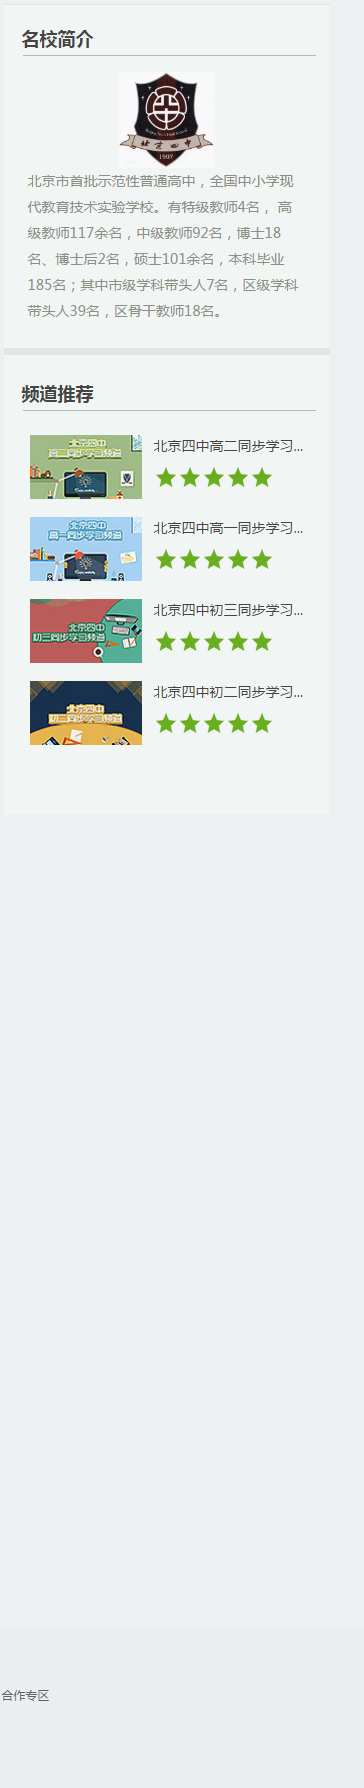 名校简介
北京四中
1907
北京市首批示范性普通高中，全国中小学现
代教育技术实验学校。有特级教师4名， 高
级教师117余名，中级教师92名，博士18
名、博士后2名，硕士101余名，本科毕业
185名；其中市级学科带头人7名，区级学科
带头人39名，区骨干教师18名。
频道推荐
北京四中
高二同步学习频道
北京四中高二同步学习...
北京四中
高一同步学习频道
北京四中高一同步学习...
北京四中
初三同步学习频道
北京四中初三同步学习...
北京四中
初二同步学习频道
北京四中初二同步学习...
合作专区